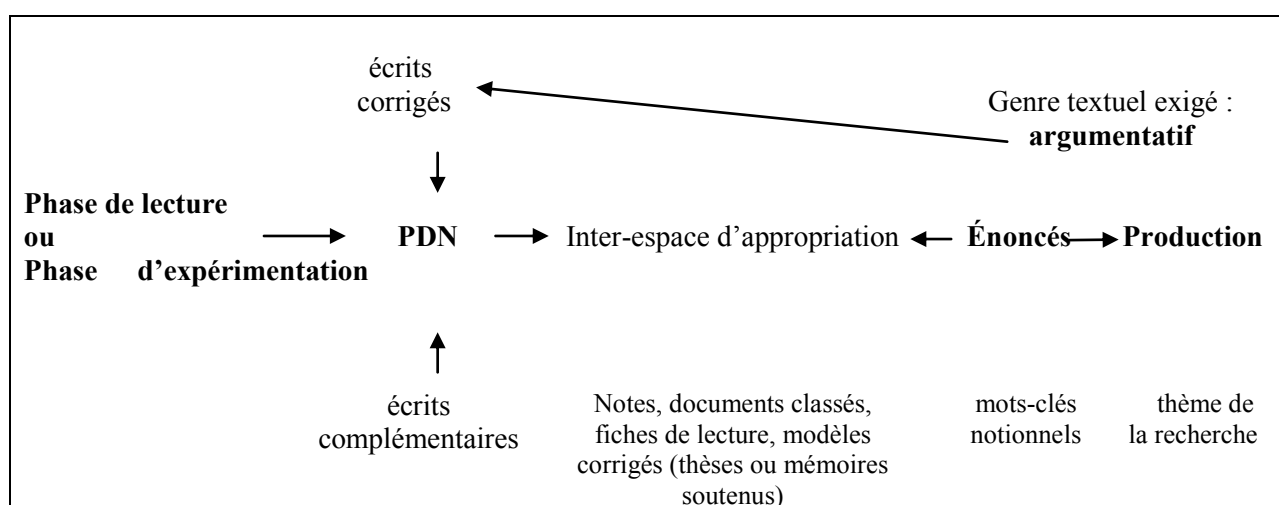 écrits
corrigés
Genre textuel exigé :
argumentatif
Phase de lecture
ou
Phase d’expérimentation
PDN
Inter-espace d’appropriation
Énoncés
Production
écrits
complémentaires
Notes, documents classés,
fiches de lecture, modèles
corrigés (thèses ou mémoires
soutenus)
mots-clés
notionnels
thème de
la recherche